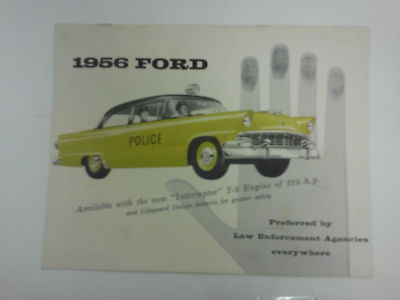 1956 FORD
POLICE
Available with the new "Interceptor" Y-8 Engine of 215 h.p.
and Lifeguard Design features for greater safety
Preferred by
Law Enforcement Agencies
everywhere